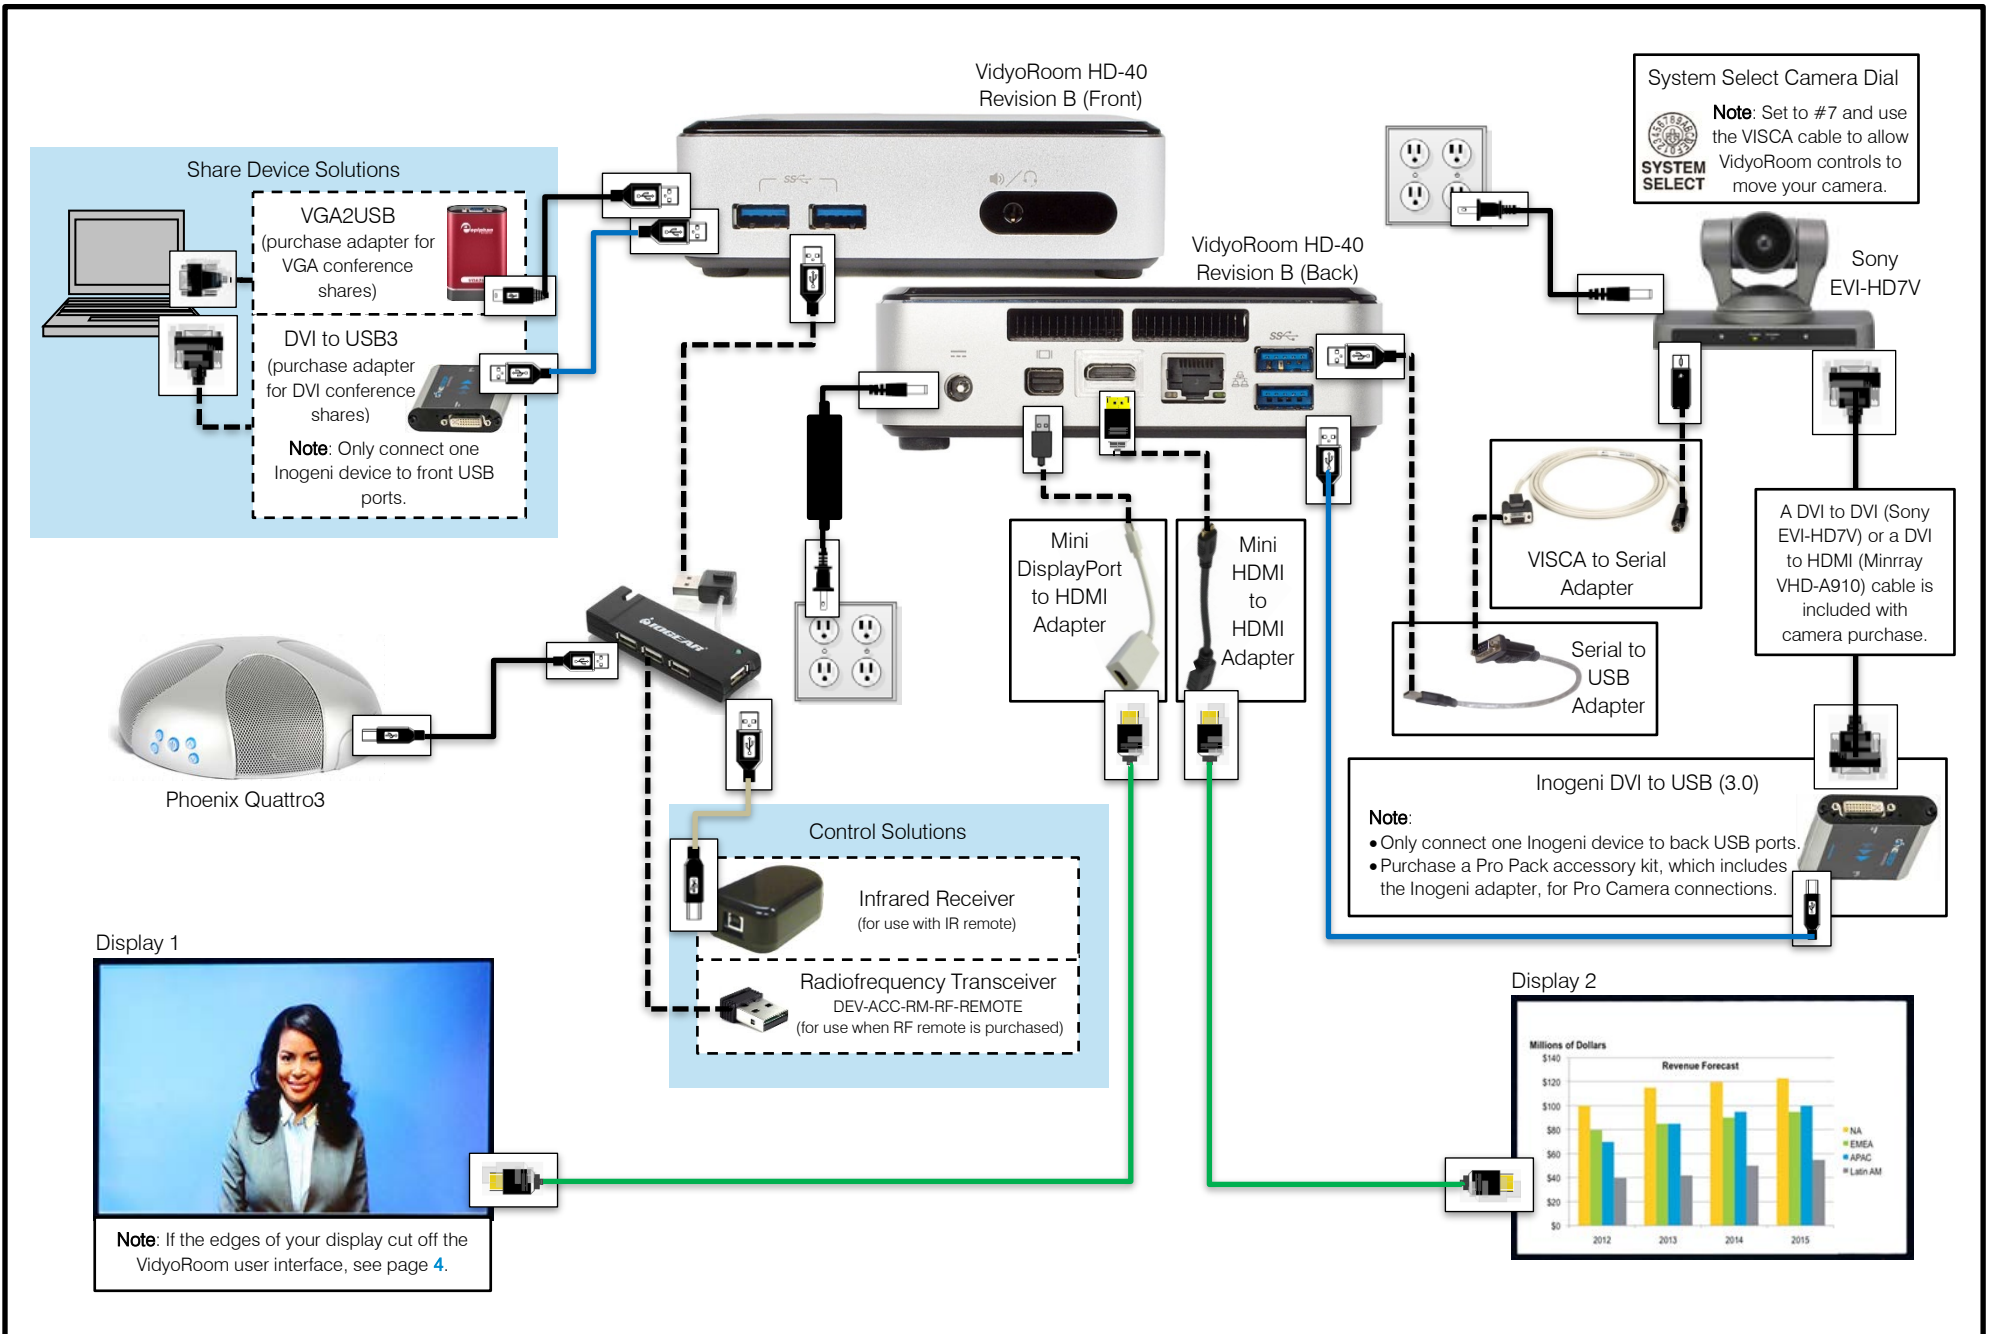 VidyoRoom HD-40
Revision B (Front)
System Select Camera Dial
Note: Set to #7 and use
the VISCA cable to allow
VidyoRoom controls to
move your camera.
SYSTEM
SELECT
Share Device Solutions
VGA2USB
(purchase adapter for
VGA conference
shares)
DVI to USB3
(purchase adapter
for DVI conference
shares)
Note: Only connect one
Inogeni device to front USB
ports.
VidyoRoom HD-40
Revision B (Back)
Sony
EVI-HD7V
Mini
DisplayPort
to HDMI
Adapter
Mini
HDMI
to
HDMI
Adapter
VISCA to Serial
Adapter
A DVI to DVI (Sony
EVI-HD7V) or a DVI
to HDMI (Minrray
VHD-A910) cable is
included with
camera purchase.
Serial to
USB
Adapter
IOGEAR
Phoenix Quattro3
Inogeni DVI to USB (3.0)
Note:
• Only connect one Inogeni device to back USB ports.
• Purchase a Pro Pack accessory kit, which includes
the Inogeni adapter, for Pro Camera connections.
Control Solutions
Infrared Receiver
(for use with IR remote)
Radiofrequency Transceiver
DEV-ACC-RM-RF-REMOTE
(for use when RF remote is purchased)
Display 1
Note: If the edges of your display cut off the
VidyoRoom user interface, see page 4.
Display 2
Millions of Dollars
Revenue Forecast
$140
$120
$100
$80
$60
$40
$20
$0
2012 2013 2014 2015
NA
EMEA
APAC
Latin AM